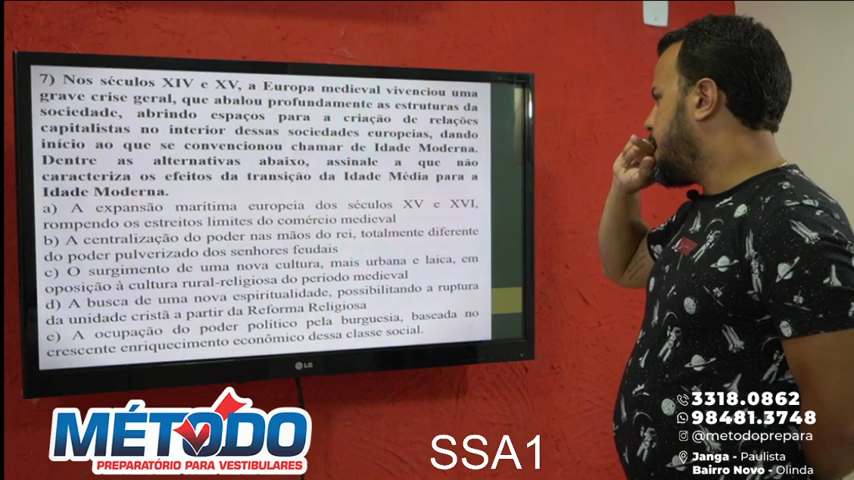 7) Nos séculos XIV e XV, a Europa medieval vivenciou uma
grave crise geral, que abalou profundamente as estruturas da
sociedade, abrindo espaços para a criação de relações
capitalistas no interior dessas sociedades europeias, dando
início ao que se convencionou chamar de Idade Moderna.
Dentre as alternativas abaixo, assinale a que não
caracteriza os efeitos da transição da Idade Média para a
Idade Moderna.
a) A expansão marítima europeia dos séculos XV e XVI,
rompendo os estreitos limites do comércio medieval
b) A centralização do poder nas mãos do rei, totalmente diferente
do poder pulverizado dos senhores feudais
c) O surgimento de uma nova cultura, mais urbana e laica, em
oposição à cultura rural-religiosa do período medieval
d) A busca de uma nova espiritualidade, possibilitando a ruptura
da unidade cristã a partir da Reforma Religiosa
e) A ocupação do poder político pela burguesia, baseada no
crescente enriquecimento econômico dessa classe social.
LG
MÉTODO
PREPARATÓRIO PARA VESTIBULARES
SSA1
3318.0862
98481.3748
@metodoprepara
Janga - Paulista
Bairro Novo - Olinda